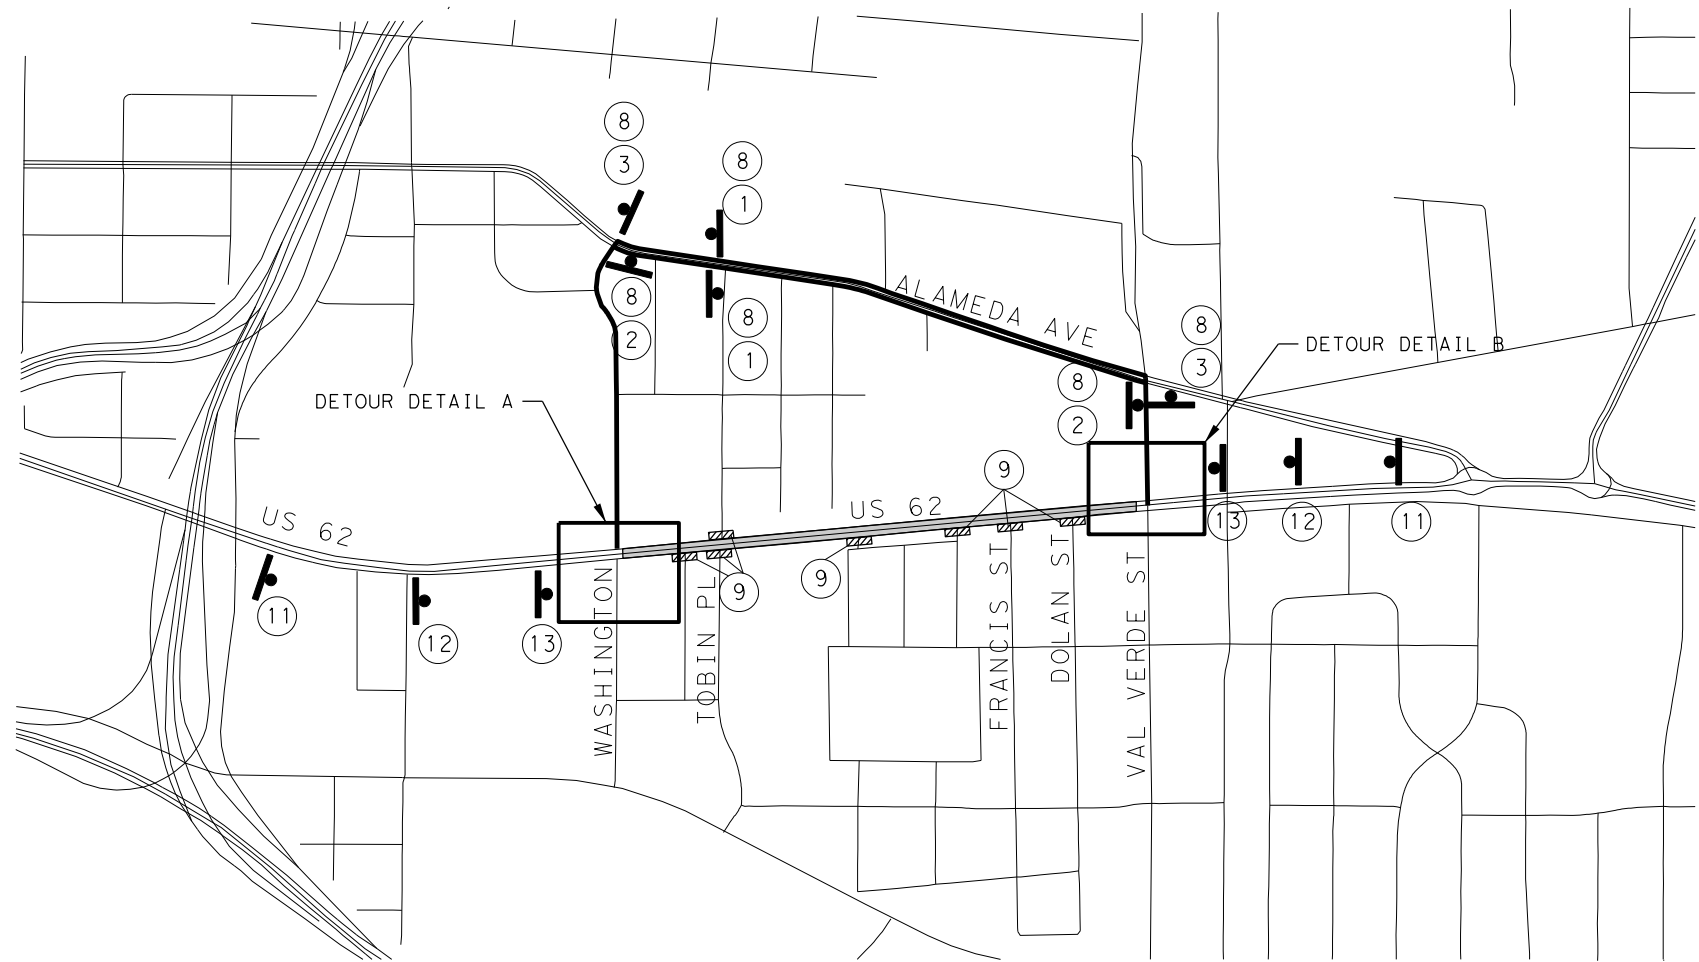 8
3
8
1
8
2
8
1
ALAMEDA AVE
8
3
DETOUR DETAIL B
8
2
DETOUR DETAIL A
9
US 62
US 62
13
12
11
9
9
11
12
13
WASHINGTON
TOBIN PL
FRANCIS ST
DOLAN ST
VAL VERDE ST